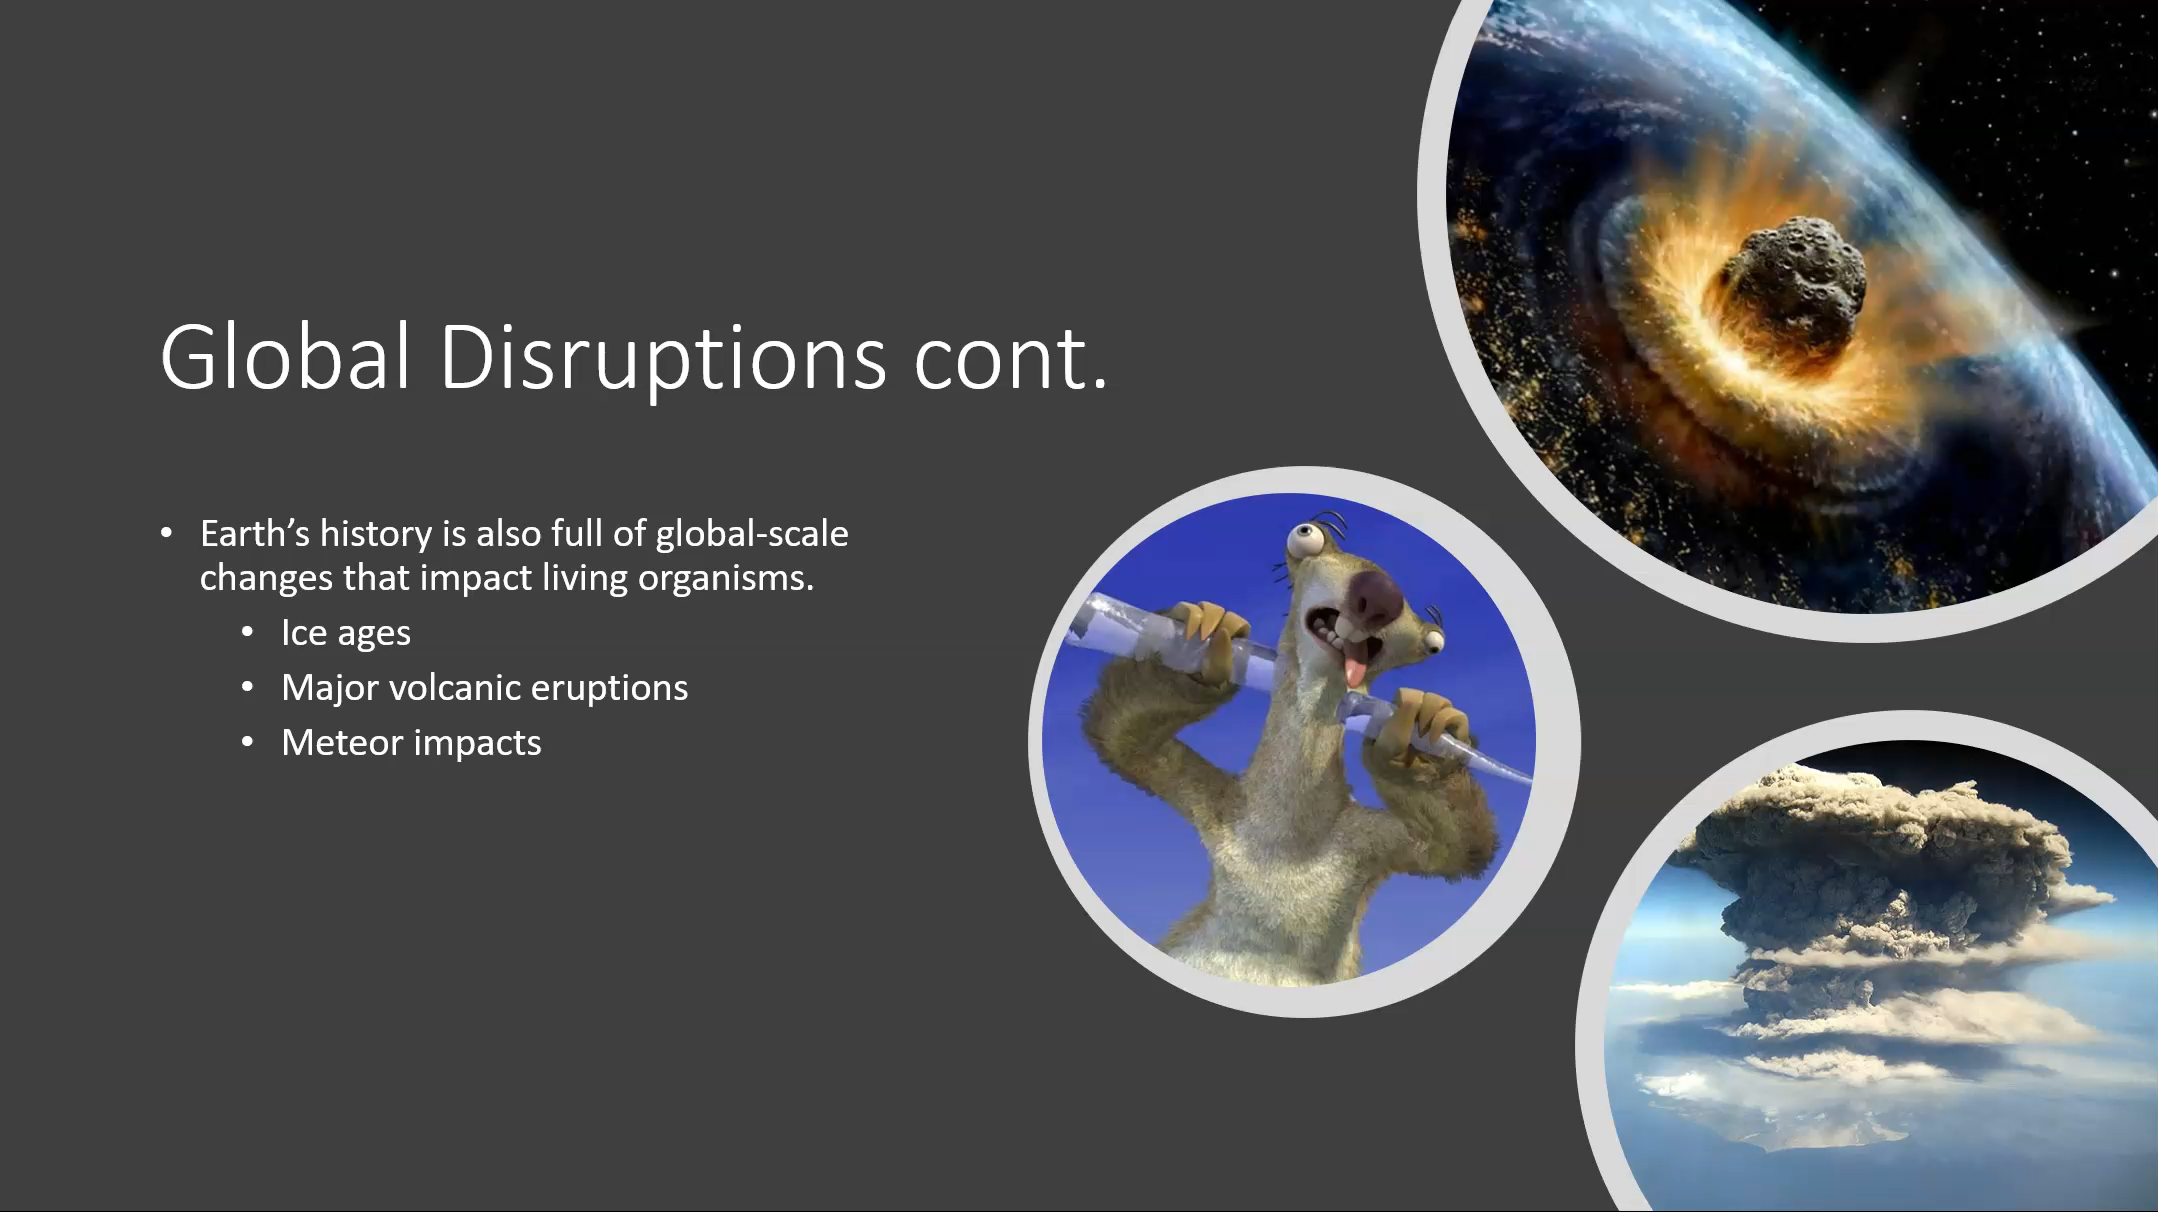 Global Disruptions cont.
• Earth’s history is also full of global-scale
changes that impact living organisms.
• Ice ages
• Major volcanic eruptions
• Meteor impacts